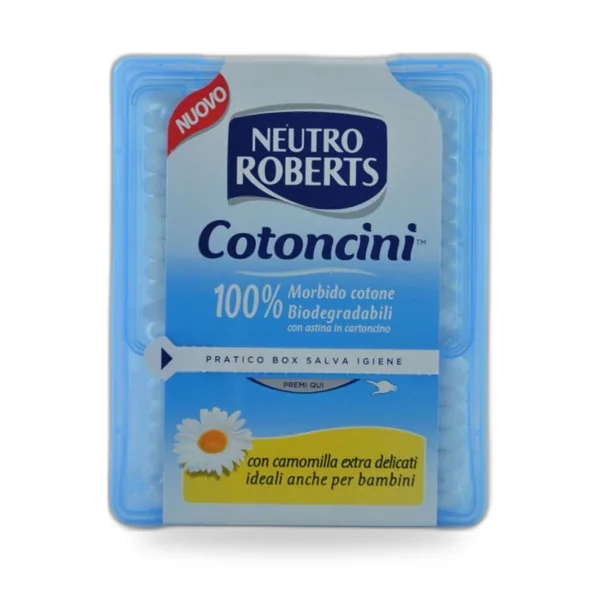 NUOVO
NEUTRO
ROBERTS
Cotoncini™
100% Morbido cotone
Biodegradabili
con astina in cartoncino
PRATICO BOX SALVA IGIENE
PREMI QUI
con camomilla extra delicati
ideali anche per bambini